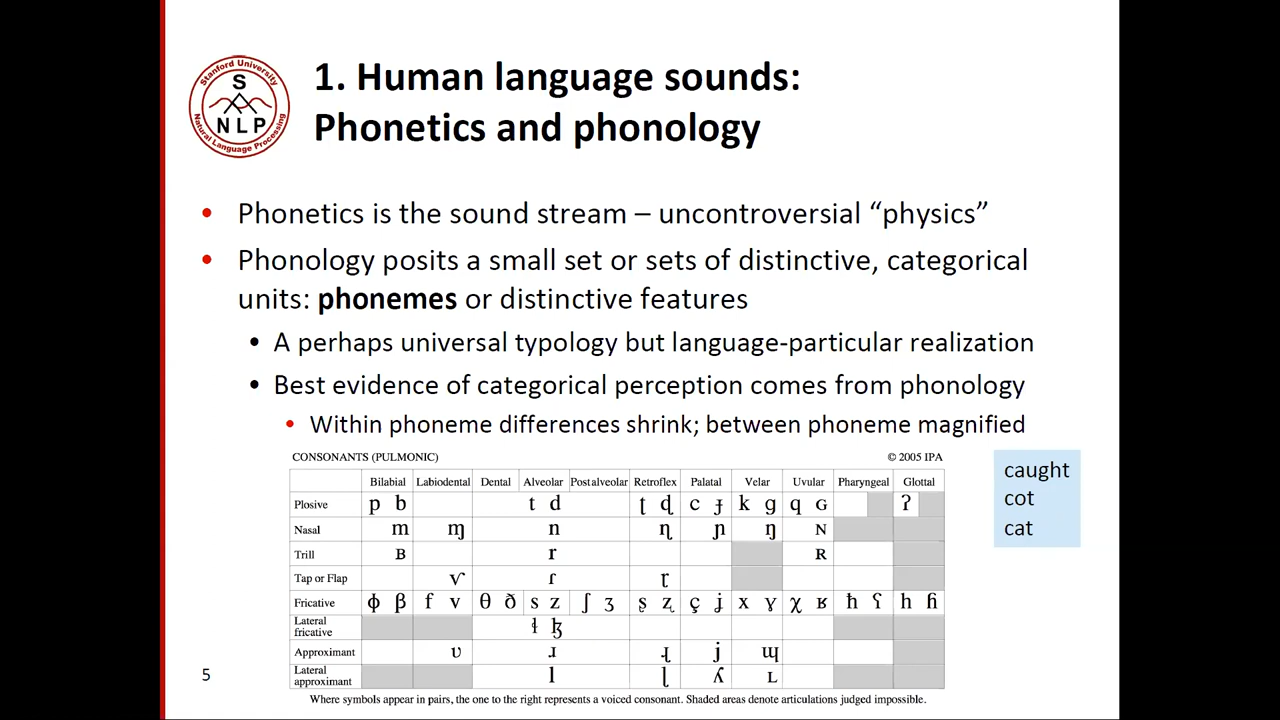 Stanford University
S
NLP
Natural Language Processing
1. Human language sounds:
Phonetics and phonology
• Phonetics is the sound stream – uncontroversial “physics”
• Phonology posits a small set or sets of distinctive, categorical
units: phonemes or distinctive features
• A perhaps universal typology but language-particular realization
• Best evidence of categorical perception comes from phonology
• Within phoneme differences shrink; between phoneme magnified
CONSONANTS (PULMONIC) © 2005 IPA
Bilabial Labiodental Dental Alveolar Postalveolar Retroflex Palatal Velar Uvular Pharyngeal Glottal
Plosive p b t d ʈ ɖ c ɟ k ɡ q ɢ ʔ
Nasal m ɱ n ɳ ɲ ŋ ɴ
Trill ʙ r ʀ
Tap or Flap ⱱ ɾ ɽ
Fricative ɸ β f v θ ð s z ʃ ʒ ʂ ʐ ç ʝ x ɣ χ ʁ ħ ʕ h ɦ
Lateral
fricative ɬ ɮ
Approximant ʋ ɹ ɻ j ɰ
Lateral
approximant l ɭ ʎ ʟ
Where symbols appear in pairs, the one to the right represents a voiced consonant. Shaded areas denote articulations judged impossible.
caught
cot
cat
5